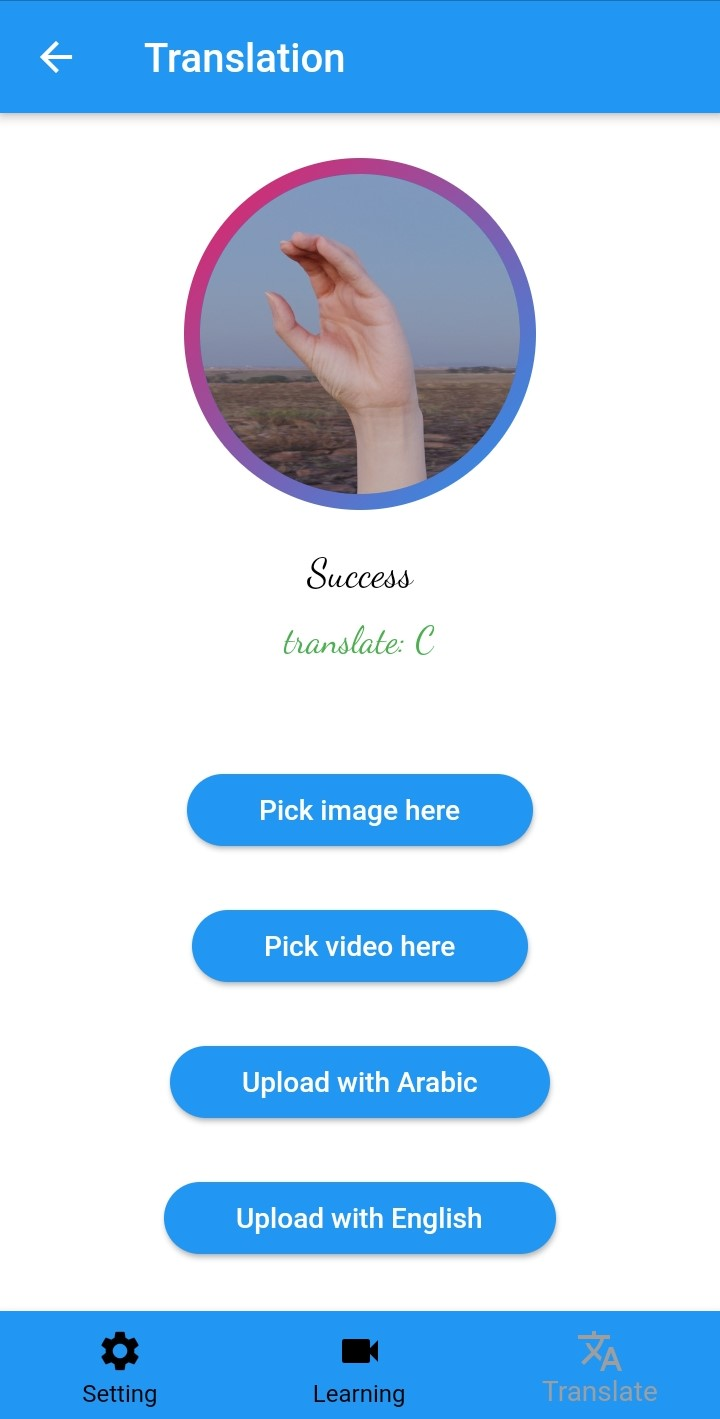 Translation
Success
translate: C
Pick image here
Pick video here
Upload with Arabic
Upload with English
Setting
Learning
Translate